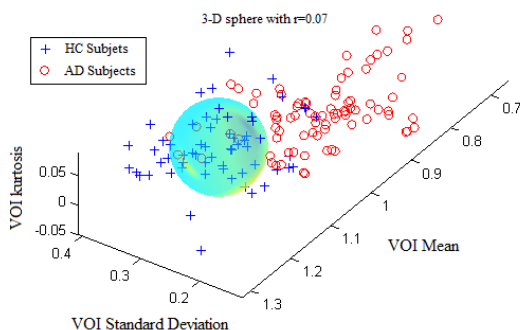 3-D sphere with r=0.07
HC Subjets
AD Subjects
VOI kurtosis
0.05
0
-0.05
0.4
0.3
0.2
VOI Standard Deviation
1.3
1.2
1.1
1
0.9
0.8
0.7
VOI Mean